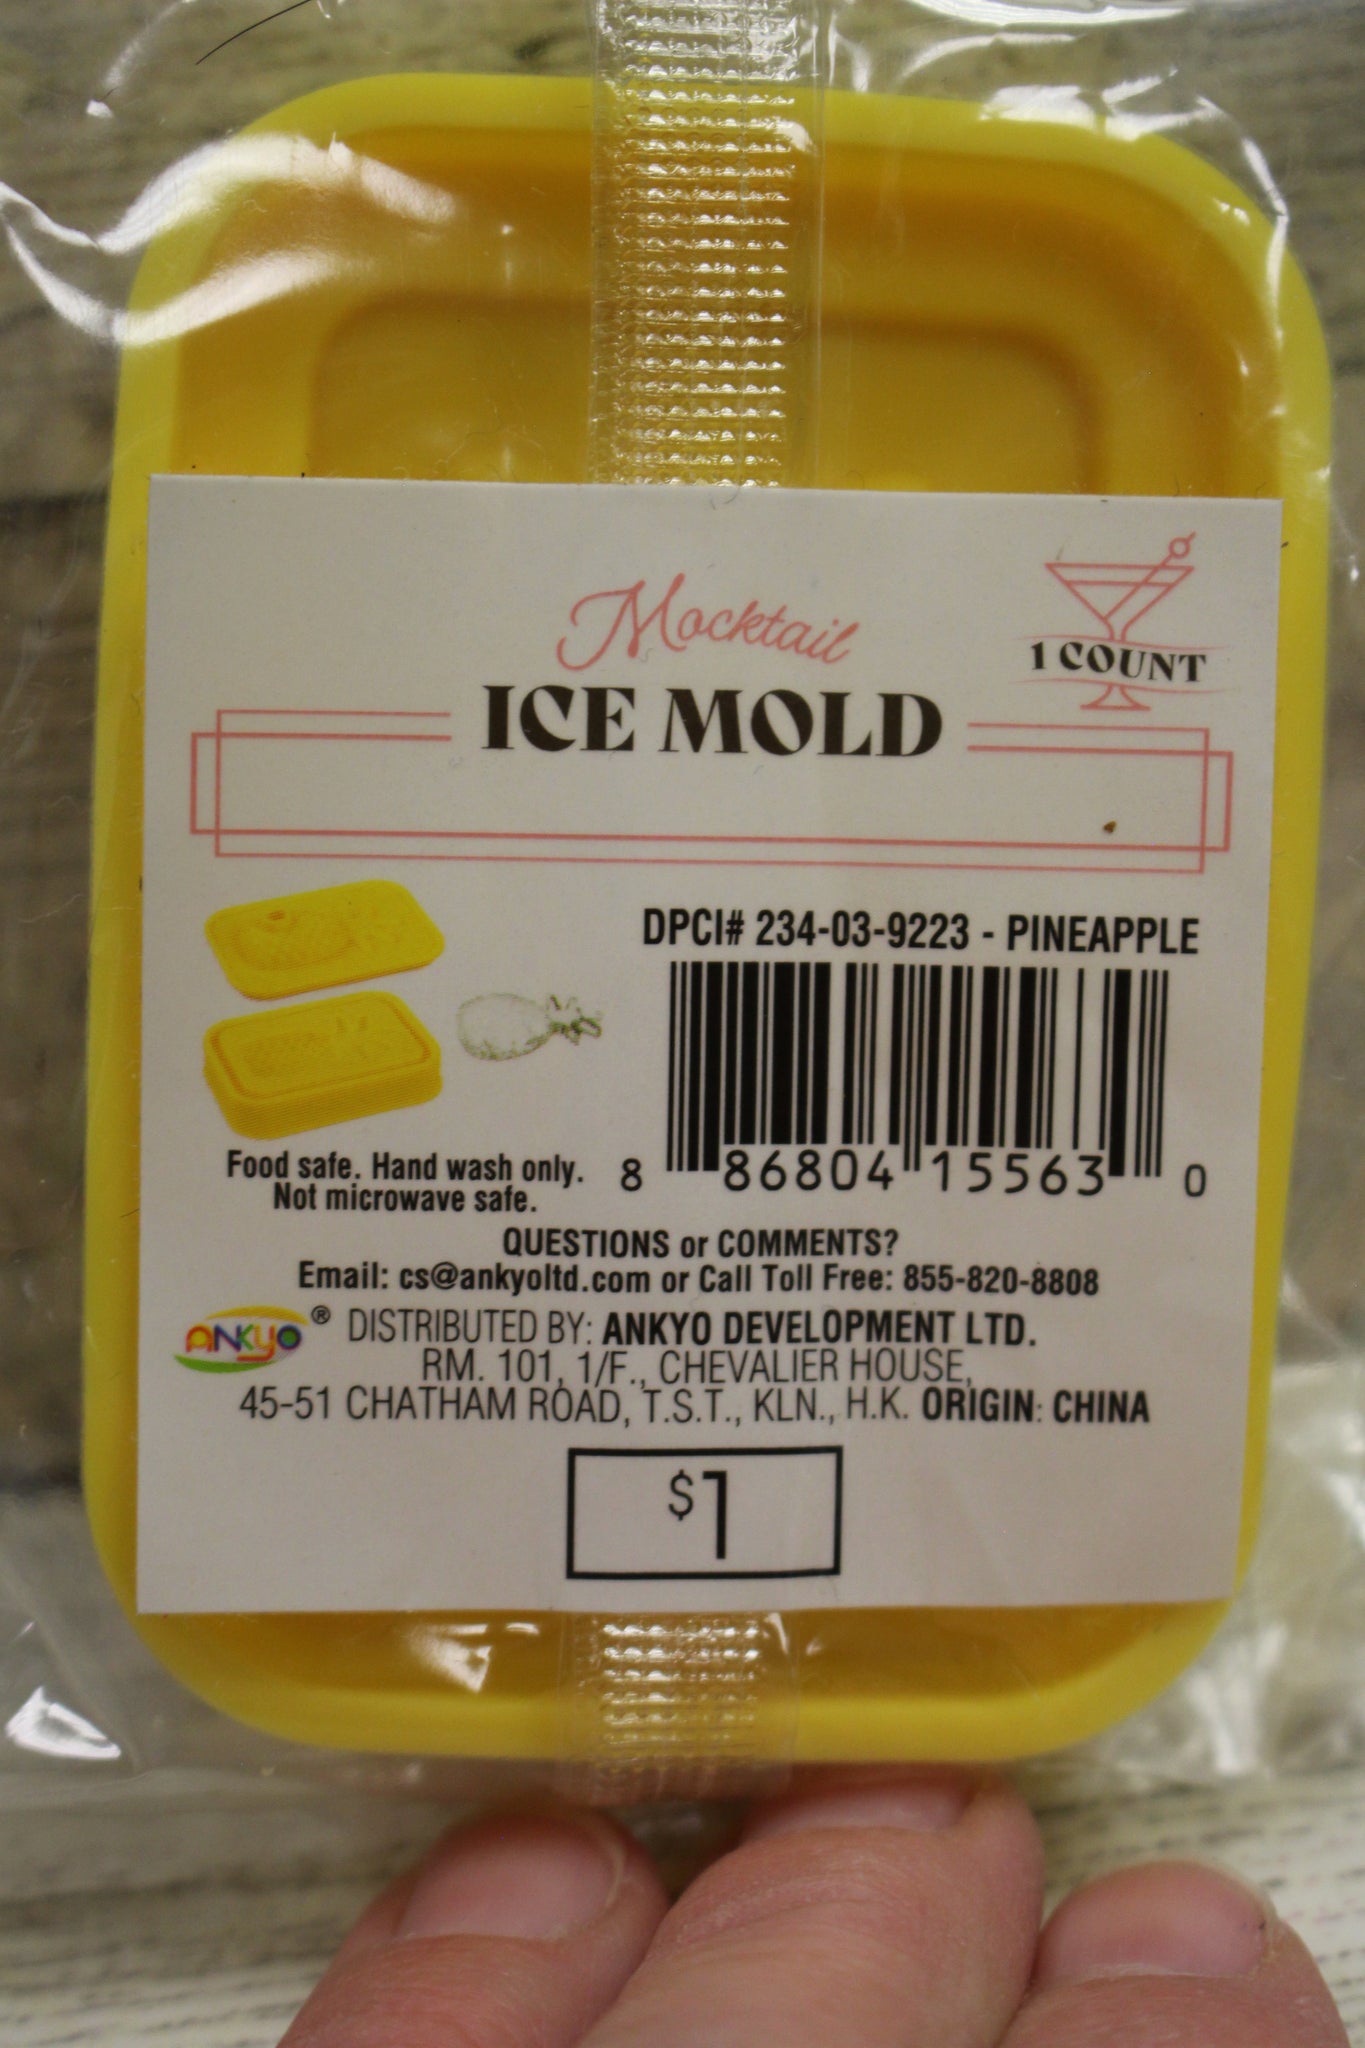 Mocktail
ICE MOLD
1 COUNT
DPCI# 234-03-9223 - PINEAPPLE
8 86804 15563 0
Food safe. Hand wash only.
Not microwave safe.
QUESTIONS or COMMENTS?
Email: cs@ankyoltd.com or Call Toll Free: 855-820-8808
ANKYO® DISTRIBUTED BY: ANKYO DEVELOPMENT LTD.
RM. 101, 1/F., CHEVALIER HOUSE,
45-51 CHATHAM ROAD, T.S.T., KLN., H.K. ORIGIN: CHINA
$1